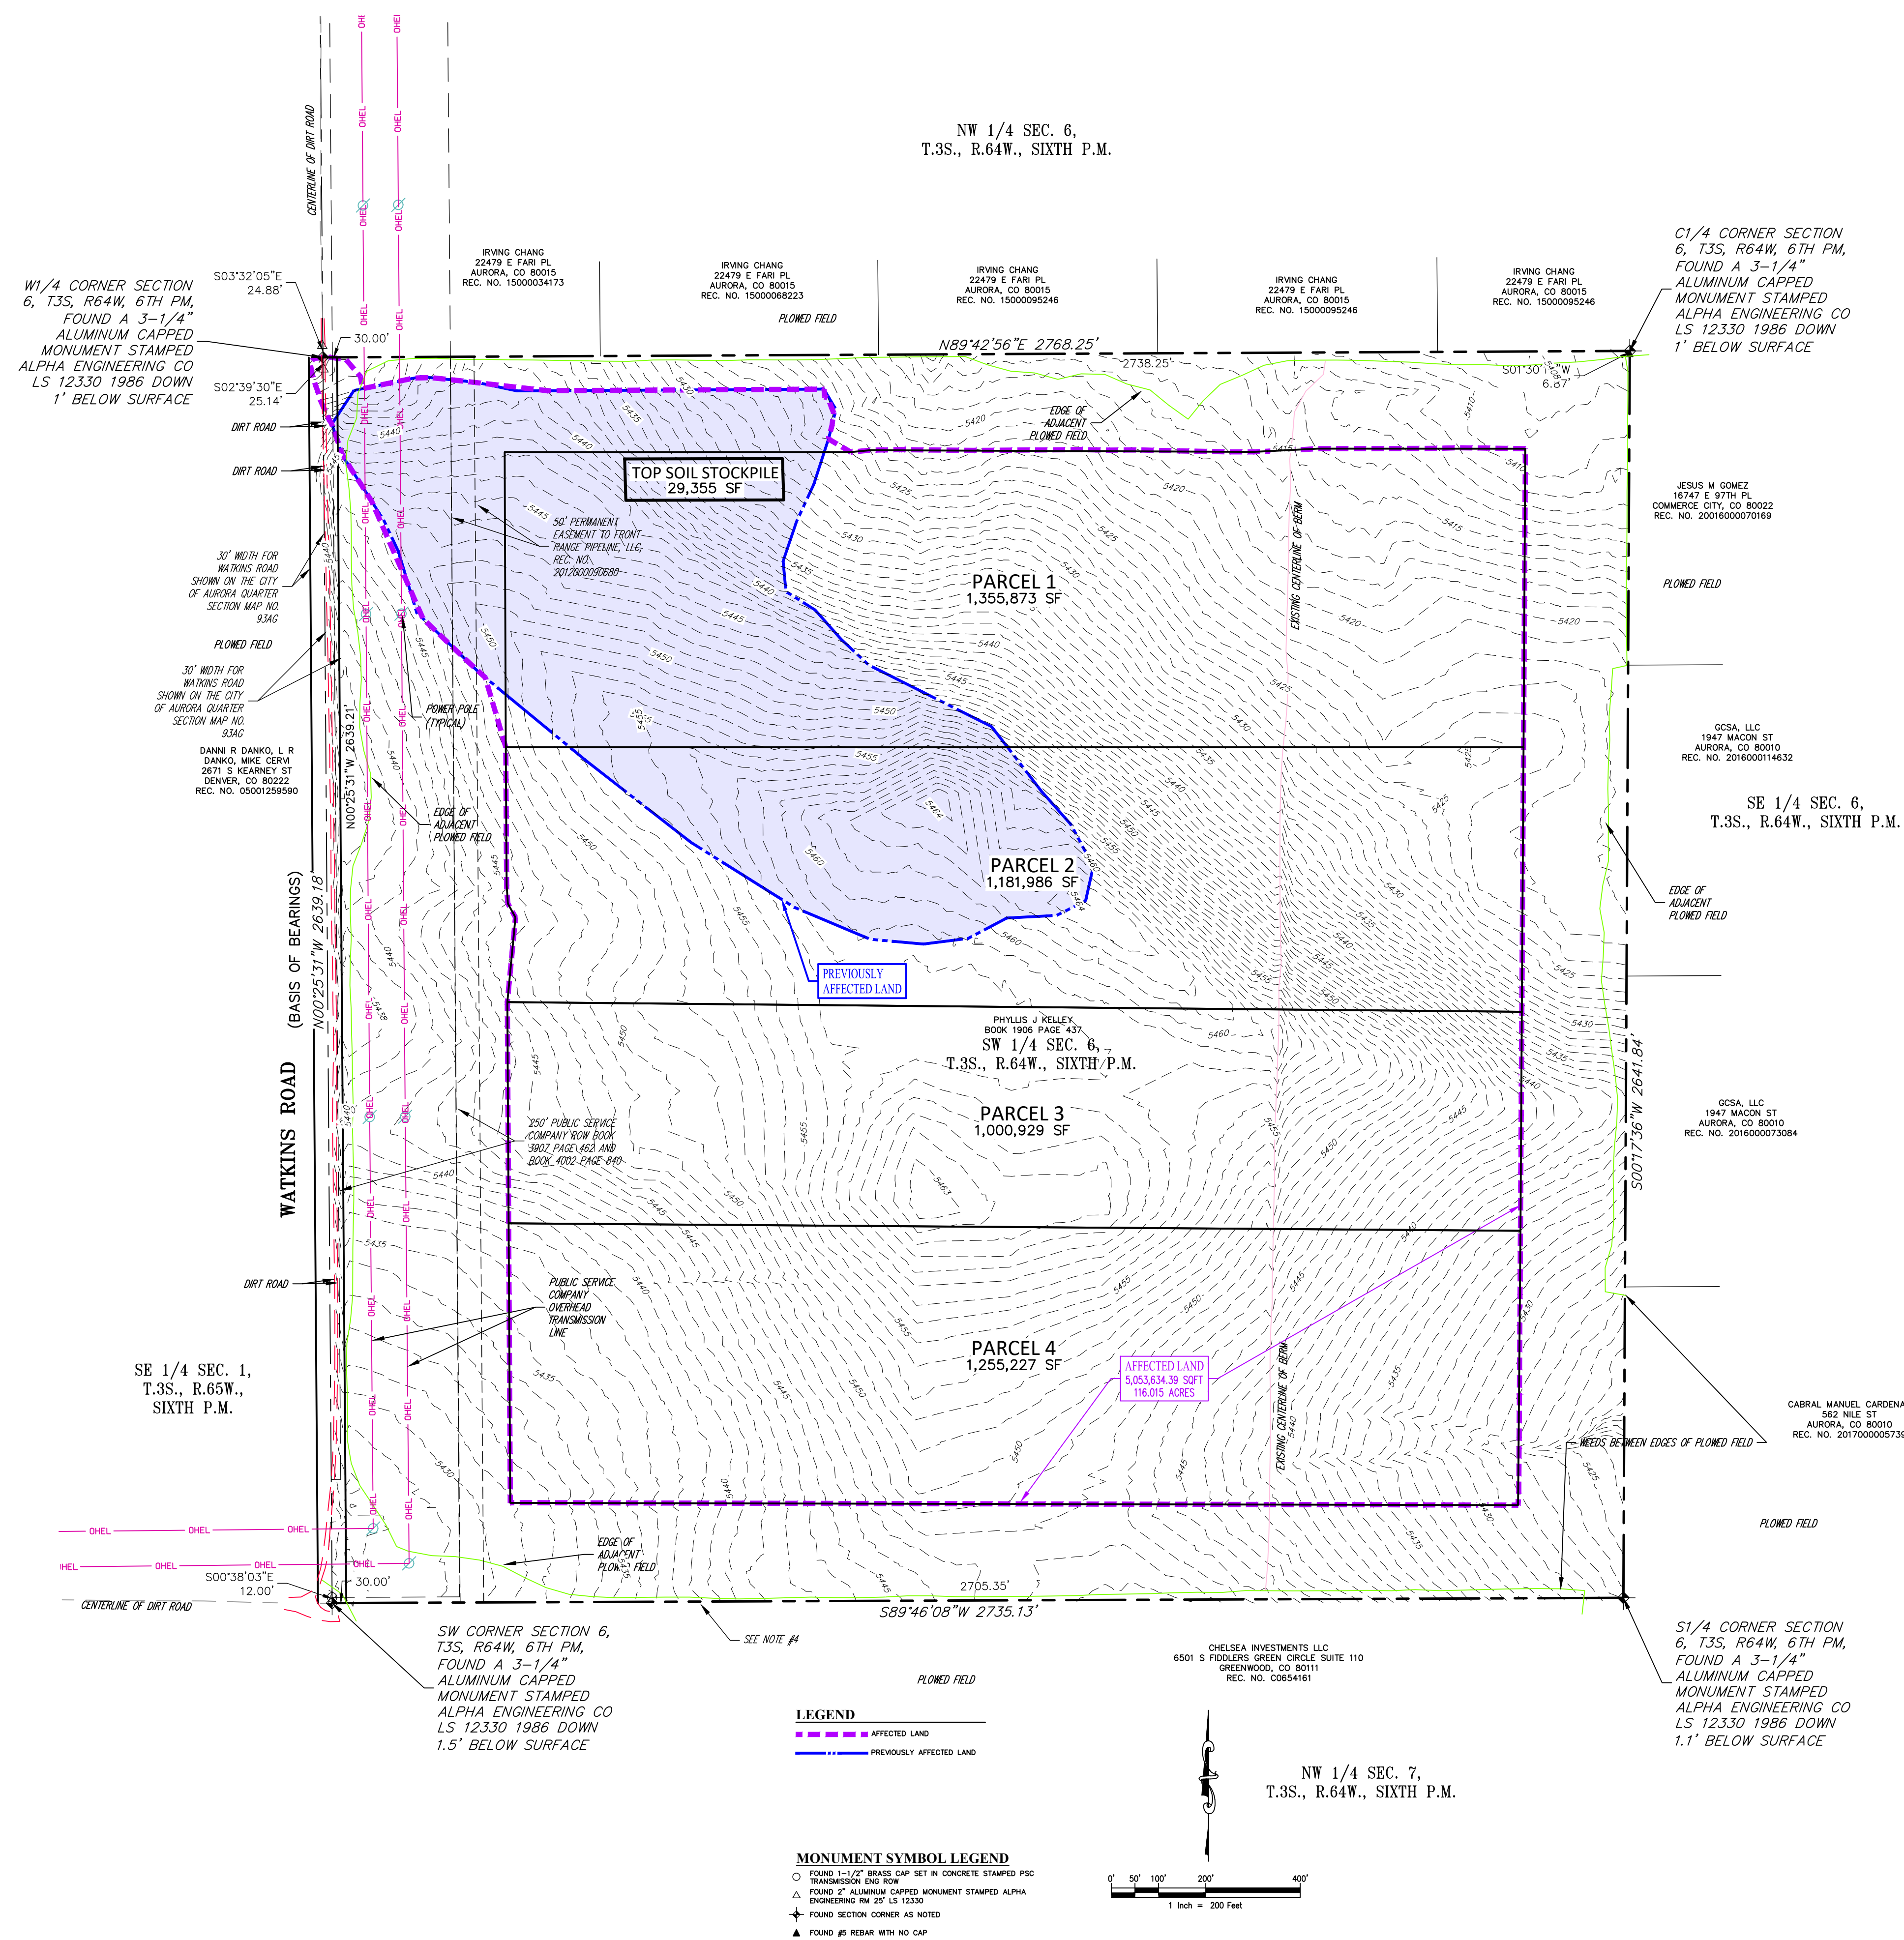 NW 1/4 SEC. 6,
T.3S., R.64W., SIXTH P.M.
CENTERLINE OF DIRT ROAD
OHEL
W1/4 CORNER SECTION
6, T3S, R64W, 6TH PM,
FOUND A 3-1/4"
ALUMINUM CAPPED
MONUMENT STAMPED
ALPHA ENGINEERING CO
LS 12330 1986 DOWN
1' BELOW SURFACE
S03°32'05"E
24.88'
S02°39'30"E
25.14'
30.00'
IRVING CHANG
22479 E FARI PL
AURORA, CO 80015
REC. NO. 15000034173
IRVING CHANG
22479 E FARI PL
AURORA, CO 80015
REC. NO. 15000068223
IRVING CHANG
22479 E FARI PL
AURORA, CO 80015
REC. NO. 15000095246
IRVING CHANG
22479 E FARI PL
AURORA, CO 80015
REC. NO. 15000095246
IRVING CHANG
22479 E FARI PL
AURORA, CO 80015
REC. NO. 15000095246
PLOWED FIELD
C1/4 CORNER SECTION
6, T3S, R64W, 6TH PM,
FOUND A 3-1/4"
ALUMINUM CAPPED
MONUMENT STAMPED
ALPHA ENGINEERING CO
LS 12330 1986 DOWN
1' BELOW SURFACE
N89°42'56"E 2768.25'
2738.25'
6.67'
EDGE OF
ADJACENT
PLOWED FIELD
DIRT ROAD
DIRT ROAD
TOP SOIL STOCKPILE
29,355 SF
50' PERMANENT
EASEMENT TO FRONT
RANGE PIPELINE, LLC,
REC. NO.
2012000090680
PARCEL 1
1,355,873 SF
EXISTING CENTERLINE OF BERM
JESUS M GOMEZ
16747 E 97TH PL
COMMERCE CITY, CO 80022
REC. NO. 20016000070169
PLOWED FIELD
30' WIDTH FOR
WATKINS ROAD
SHOWN ON THE CITY
OF AURORA QUARTER
SECTION MAP NO.
93AG
PLOWED FIELD
30' WIDTH FOR
WATKINS ROAD
SHOWN ON THE CITY
OF AURORA QUARTER
SECTION MAP NO.
93AG
N00°25'31"W 2639.21'
POWER POLE
(TYPICAL)
DANNI R DANKO, L R
DANKO, MIKE CERVI
2671 S KEARNEY ST
DENVER, CO 80222
REC. NO. 05001259590
GCSA, LLC
1947 MACON ST
AURORA, CO 80010
REC. NO. 2016000114632
SE 1/4 SEC. 6,
T.3S., R.64W., SIXTH P.M.
EDGE OF
ADJACENT
PLOWED FIELD
PARCEL 2
1,181,986 SF
EDGE OF
ADJACENT
PLOWED FIELD
WATKINS ROAD
(BASIS OF BEARINGS)
N00°25'31"W 2639.18'
PREVIOUSLY
AFFECTED LAND
PHYLLIS J KELLEY
BOOK 1906 PAGE 437
SW 1/4 SEC. 6,
T.3S., R.64W., SIXTH P.M.
PARCEL 3
1,000,929 SF
250' PUBLIC SERVICE
COMPANY ROW BOOK
3907 PAGE 462 AND
BOOK 4002 PAGE 840
S00°17'36"W 2641.84'
GCSA, LLC
1947 MACON ST
AURORA, CO 80010
REC. NO. 2016000073084
DIRT ROAD
PUBLIC SERVICE
COMPANY
OVERHEAD
TRANSMISSION
LINE
SE 1/4 SEC. 1,
T.3S., R.65W.,
SIXTH P.M.
PARCEL 4
1,255,227 SF
AFFECTED LAND
5,053,634.39 SQFT
116.015 ACRES
EXISTING CENTERLINE OF BERM
CABRAL MANUEL CARDENA
562 NILE ST
AURORA, CO 80010
REC. NO. 2017000005739
WEEDS BETWEEN EDGES OF PLOWED FIELD
PLOWED FIELD
EDGE OF
ADJACENT
PLOWED FIELD
S00°38'03"E
12.00'
30.00'
CENTERLINE OF DIRT ROAD
2705.35'
S89°46'08"W 2735.13'
SEE NOTE #4
SW CORNER SECTION 6,
T3S, R64W, 6TH PM,
FOUND A 3-1/4"
ALUMINUM CAPPED
MONUMENT STAMPED
ALPHA ENGINEERING CO
LS 12330 1986 DOWN
1.5' BELOW SURFACE
PLOWED FIELD
CHELSEA INVESTMENTS LLC
6501 S FIDDLERS GREEN CIRCLE SUITE 110
GREENWOOD, CO 80111
REC. NO. C0654161
S1/4 CORNER SECTION
6, T3S, R64W, 6TH PM,
FOUND A 3-1/4"
ALUMINUM CAPPED
MONUMENT STAMPED
ALPHA ENGINEERING CO
LS 12330 1986 DOWN
1.1' BELOW SURFACE
LEGEND
AFFECTED LAND
PREVIOUSLY AFFECTED LAND
NW 1/4 SEC. 7,
T.3S., R.64W., SIXTH P.M.
MONUMENT SYMBOL LEGEND
FOUND 1-1/2" BRASS CAP SET IN CONCRETE STAMPED PSC
TRANSMISSION ENG ROW
FOUND 2" ALUMINUM CAPPED MONUMENT STAMPED ALPHA
ENGINEERING RM 25' LS 12330
FOUND SECTION CORNER AS NOTED
FOUND #5 REBAR WITH NO CAP
0' 50' 100' 200' 400'
1 Inch = 200 Feet